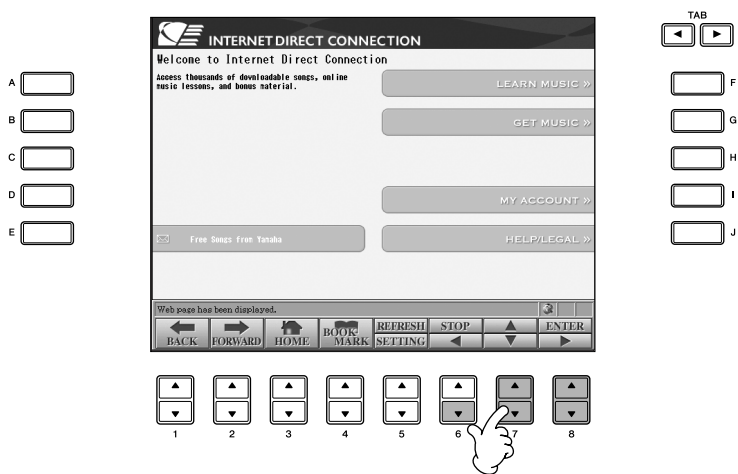 TAB
INTERNET DIRECT CONNECTION
Welcome to Internet Direct Connection
Access thousands of downloadable songs, online
music lessons, and bonus material.
LEARN MUSIC »
GET MUSIC »
MY ACCOUNT »
Free Songs from Yamaha
HELP/LEGAL »
A
B
C
D
E
F
G
H
I
J
Web page has been displayed.
BACK FORWARD HOME BOOK-MARK REFRESH STOP ENTER
SETTING
1 2 3 4 5 6 7 8